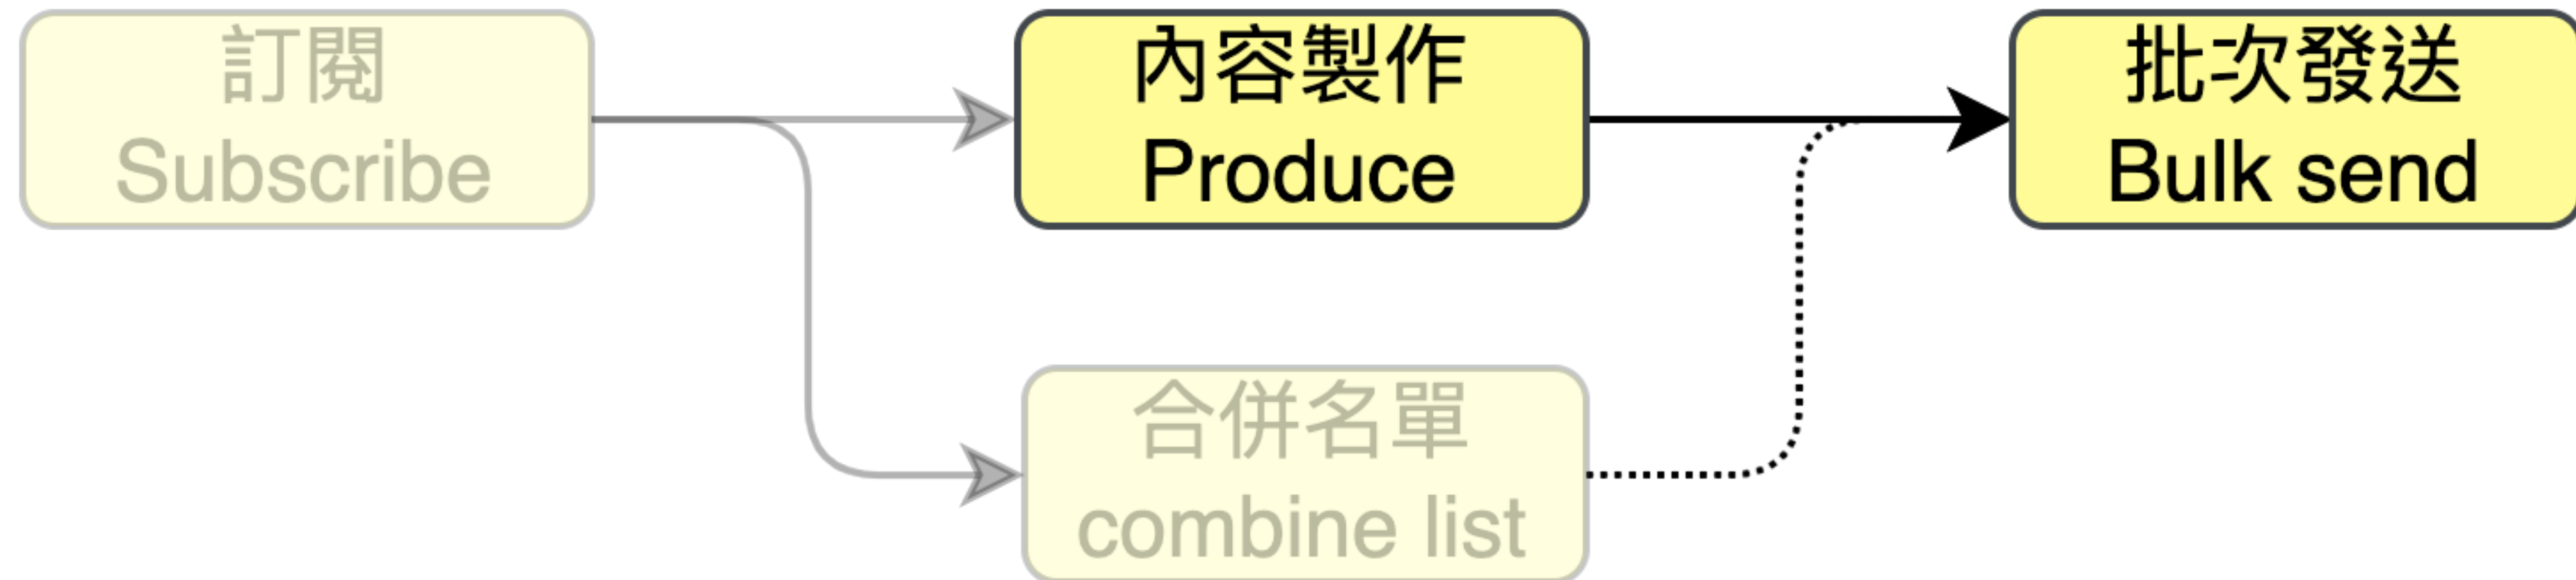 訂閱
Subscribe
內容製作
Produce
批次發送
Bulk send
合併名單
combine list